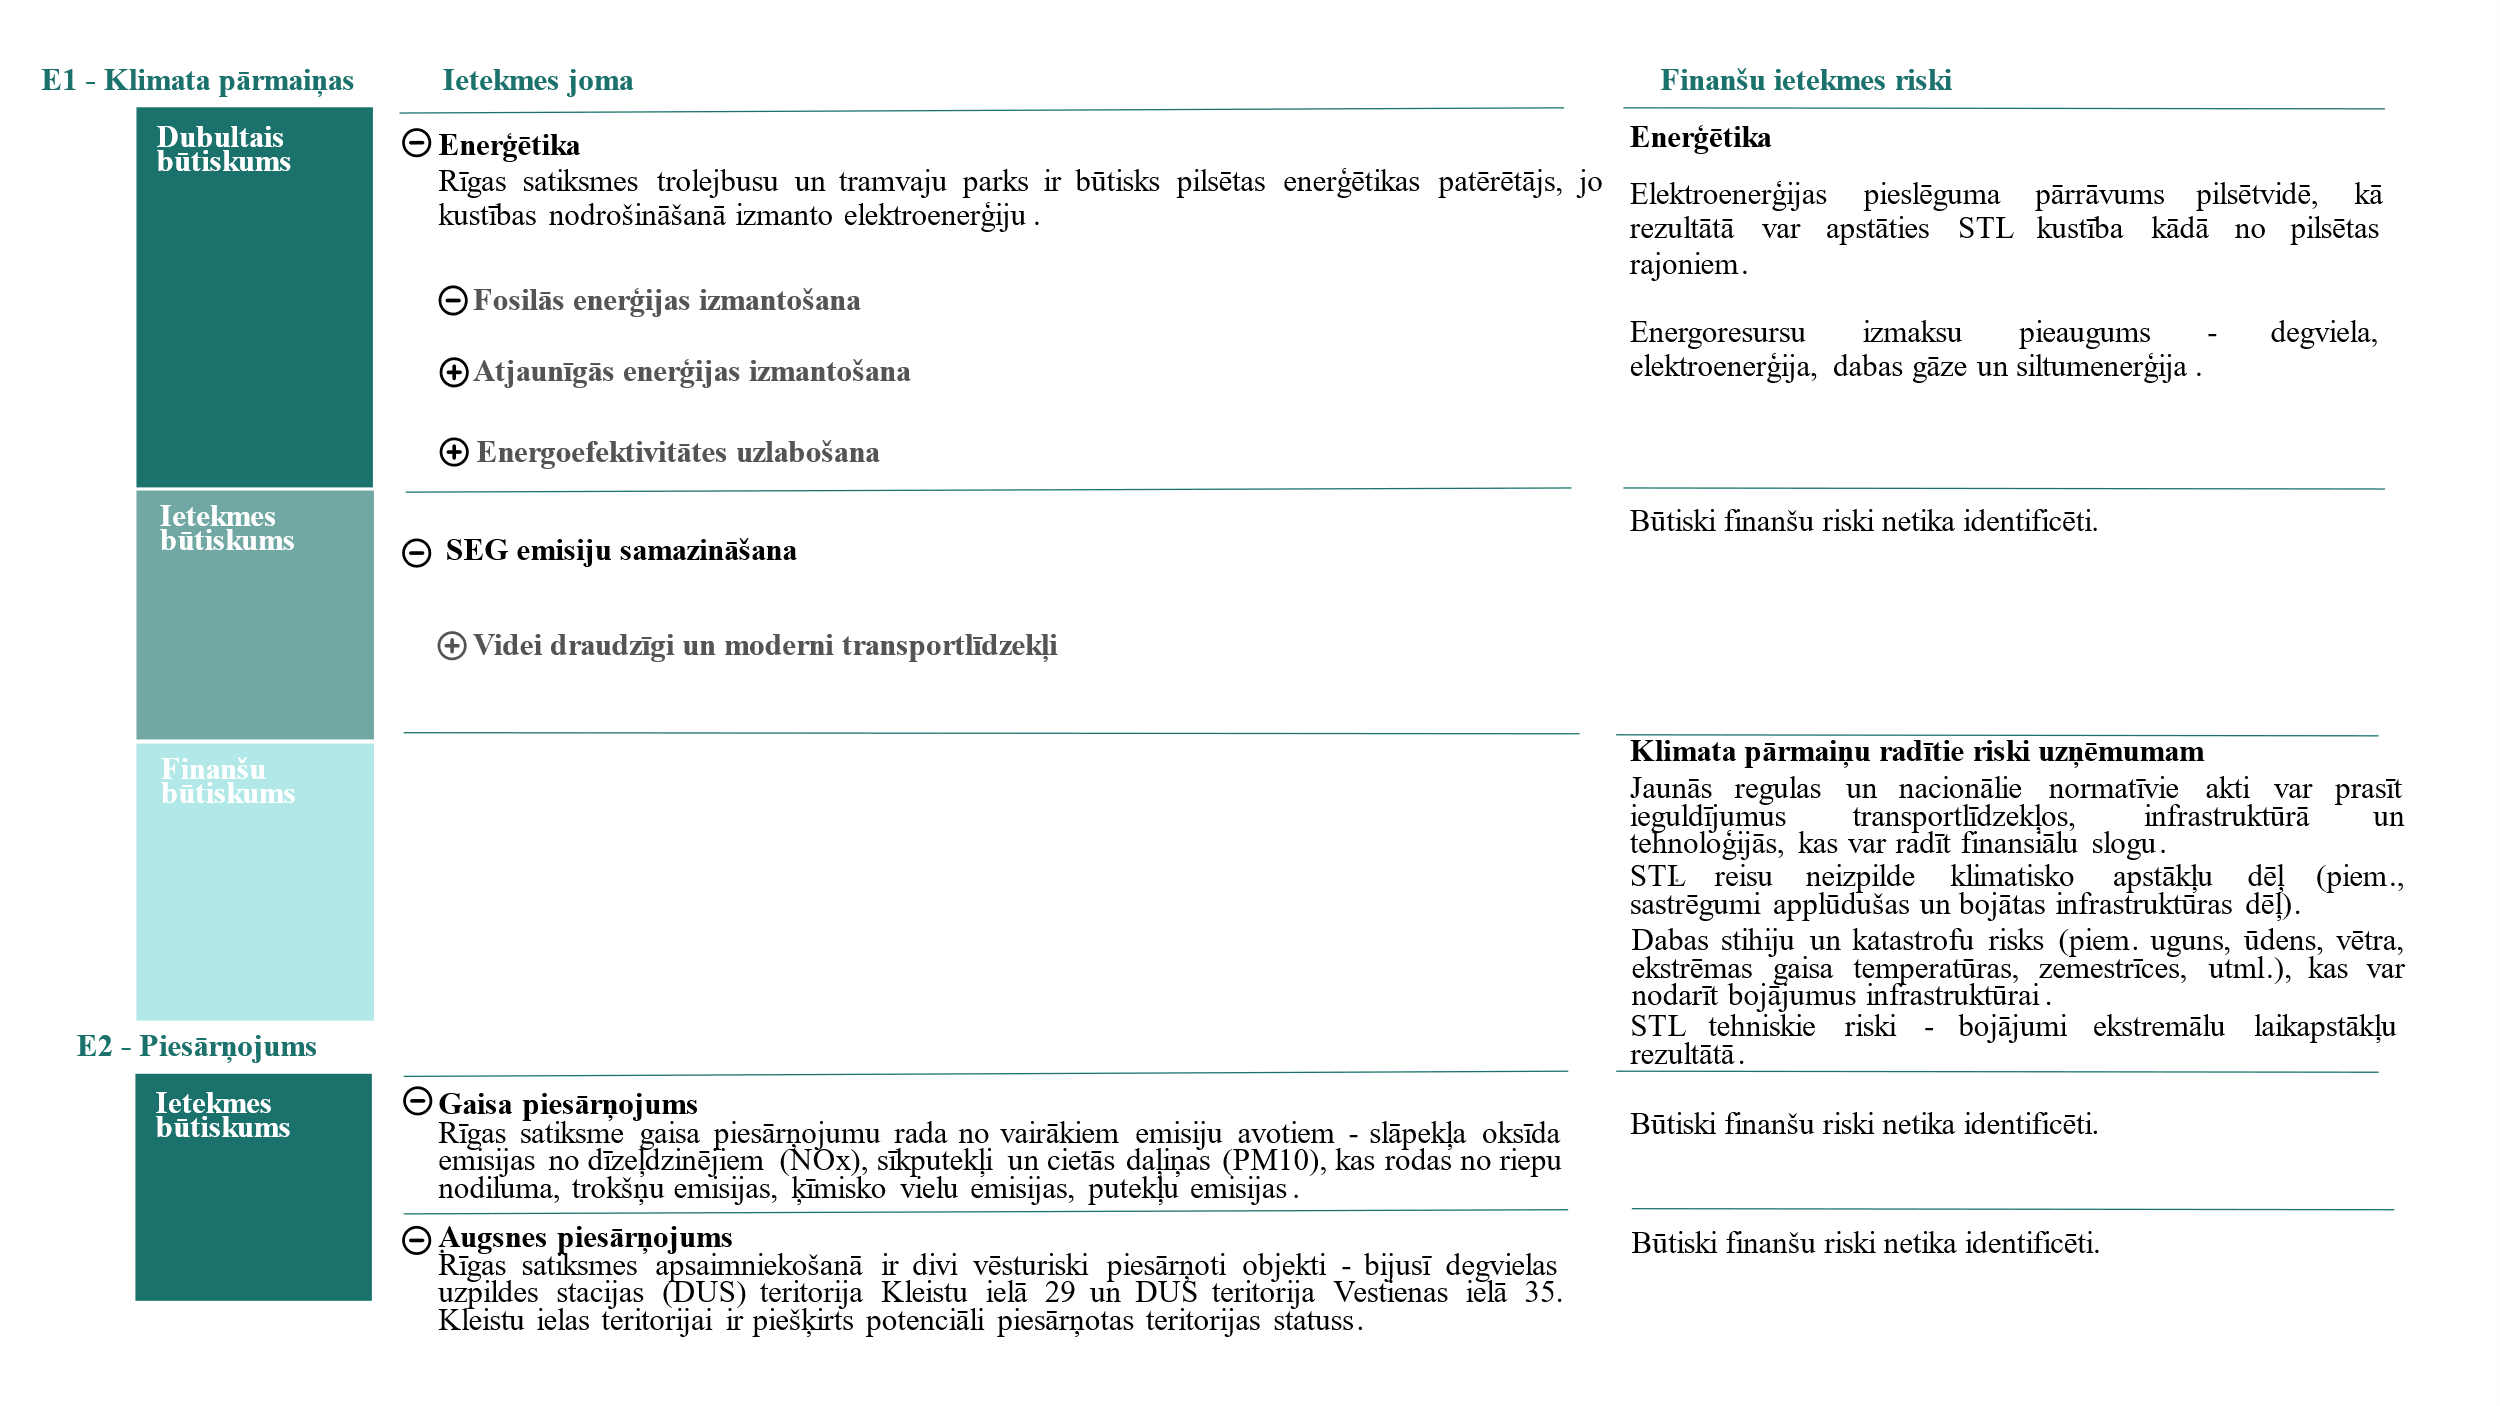 E1 - Klimata pārmaiņas
Ietekmes joma
Finanšu ietekmes riski
Dubultais
būtiskums
Enerģētika
Rīgas satiksmes trolejbusu un tramvaju parks ir būtisks pilsētas enerģētikas patērētājs, jo
kustības nodrošināšanā izmanto elektroenerģiju .
Fosilās enerģijas izmantošana
Atjaunīgās enerģijas izmantošana
Energoefektivitātes uzlabošana
Enerģētika
Elektroenerģijas pieslēguma pārrāvums pilsētvidē, kā
rezultātā var apstāties STL kustība kādā no pilsētas
rajoniem.
Energoresursu izmaksu pieaugums - degviela,
elektroenerģija, dabas gāze un siltumenerģija .
Ietekmes
būtiskums
SEG emisiju samazināšana
Videi draudzīgi un moderni transportlīdzekļi
Būtiski finanšu riski netika identificēti.
Finanšu
būtiskums
Klimata pārmaiņu radītie riski uzņēmumam
Jaunās regulas un nacionālie normatīvie akti var prasīt
ieguldījumus transportlīdzekļos, infrastruktūrā un
tehnoloģijās, kas var radīt finansiālu slogu.
STL reisu neizpilde klimatisko apstākļu dēļ (piem.,
sastrēgumi applūdušas un bojātas infrastruktūras dēļ).
Dabas stihiju un katastrofu risks (piem. uguns, ūdens, vētra,
ekstrēmas gaisa temperatūras, zemestrīces, utml.), kas var
nodarīt bojājumus infrastruktūrai .
STL tehniskie riski - bojājumi ekstremālu laikapstākļu
rezultātā.
E2 - Piesārņojums
Ietekmes
būtiskums
Gaisa piesārņojums
Rīgas satiksme gaisa piesārņojumu rada no vairākiem emisiju avotiem - slāpekļa oksīda
emisijas no dīzeļdzinējiem (NOx), sīkputekļi un cietās daļiņas (PM10), kas rodas no riepu
nodiluma, trokšņu emisijas, ķīmisko vielu emisijas, putekļu emisijas .
Būtiski finanšu riski netika identificēti.
Augsnes piesārņojums
Rīgas satiksmes apsaimniekošanā ir divi vēsturiski piesārņoti objekti - bijusī degvielas
uzpildes stacijas (DUS) teritorija Kleistu ielā 29 un DUS teritorija Vestienas ielā 35.
Kleistu ielas teritorijai ir piešķirts potenciāli piesārņotas teritorijas statuss.
Būtiski finanšu riski netika identificēti.